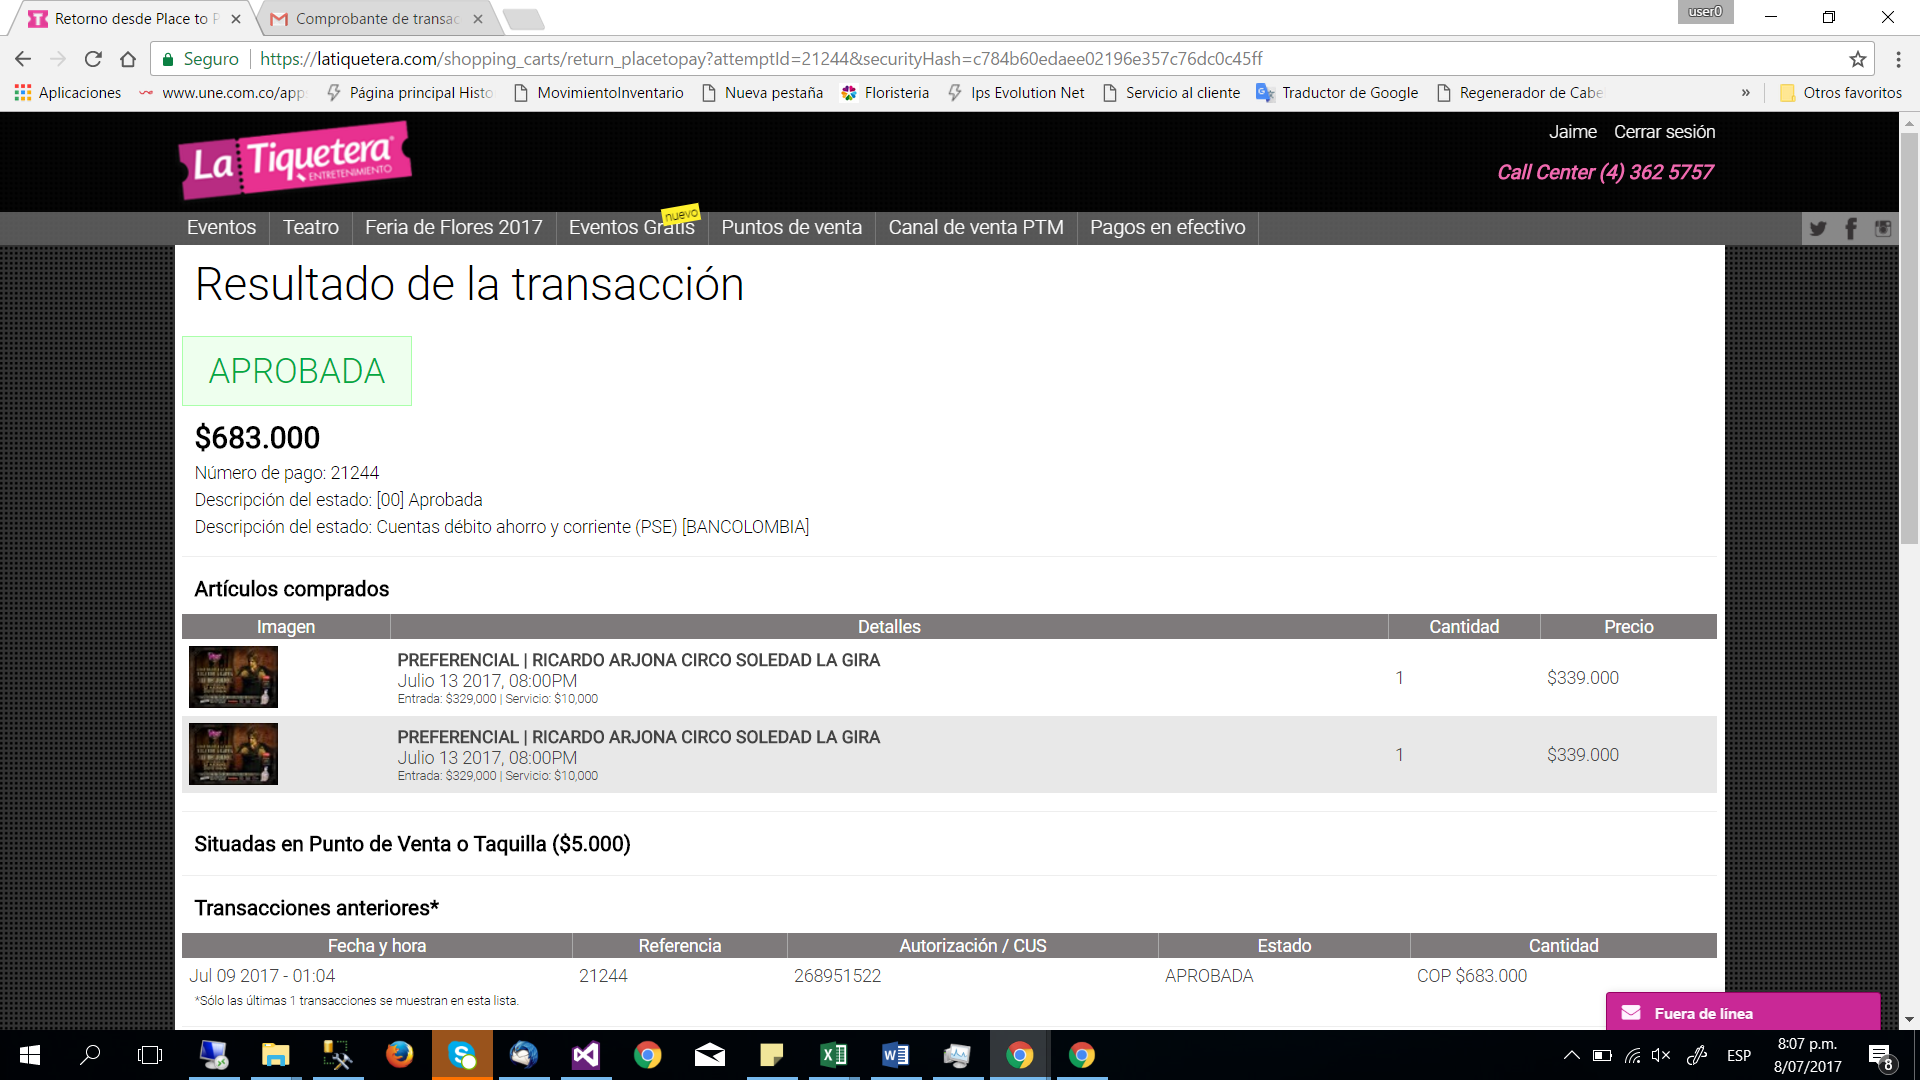 Retorno desde Place to P
Comprobante de transac
user0
Seguro
https://latiquetera.com/shopping_carts/return_placetopay?attemptId=21244&securityHash=c784b60edaee02196e357c76dc0c45ff
Aplicaciones
www.une.com.co/app
Página principal Histo
MovimientoInventario
Nueva pestaña
Floristeria
Ips Evolution Net
Servicio al cliente
Traductor de Google
Regenerador de Cabe
»
Otros favoritos
La Tiquetera
ENTRETENIMIENTO
Jaime Cerrar sesión
Call Center (4) 362 5757
nuevo
Eventos
Teatro
Feria de Flores 2017
Eventos Gratis
Puntos de venta
Canal de venta PTM
Pagos en efectivo
Resultado de la transacción
APROBADA
$683.000
Número de pago: 21244
Descripción del estado: [00] Aprobada
Descripción del estado: Cuentas débito ahorro y corriente (PSE) [BANCOLOMBIA]
Artículos comprados
Imagen Detalles Cantidad Precio
PREFERENCIAL | RICARDO ARJONA CIRCO SOLEDAD LA GIRA
Julio 13 2017, 08:00PM
Entrada: $329,000 | Servicio: $10,000
1
$339.000
PREFERENCIAL | RICARDO ARJONA CIRCO SOLEDAD LA GIRA
Julio 13 2017, 08:00PM
Entrada: $329,000 | Servicio: $10,000
1
$339.000
Situadas en Punto de Venta o Taquilla ($5.000)
Transacciones anteriores*
Fecha y hora Referencia Autorización / CUS Estado Cantidad
Jul 09 2017 - 01:04 21244 268951522 APROBADA COP $683.000
*Sólo las últimas 1 transacciones se muestran en esta lista.
Fuera de línea
ESP
8:07 p.m.
8/07/2017
8